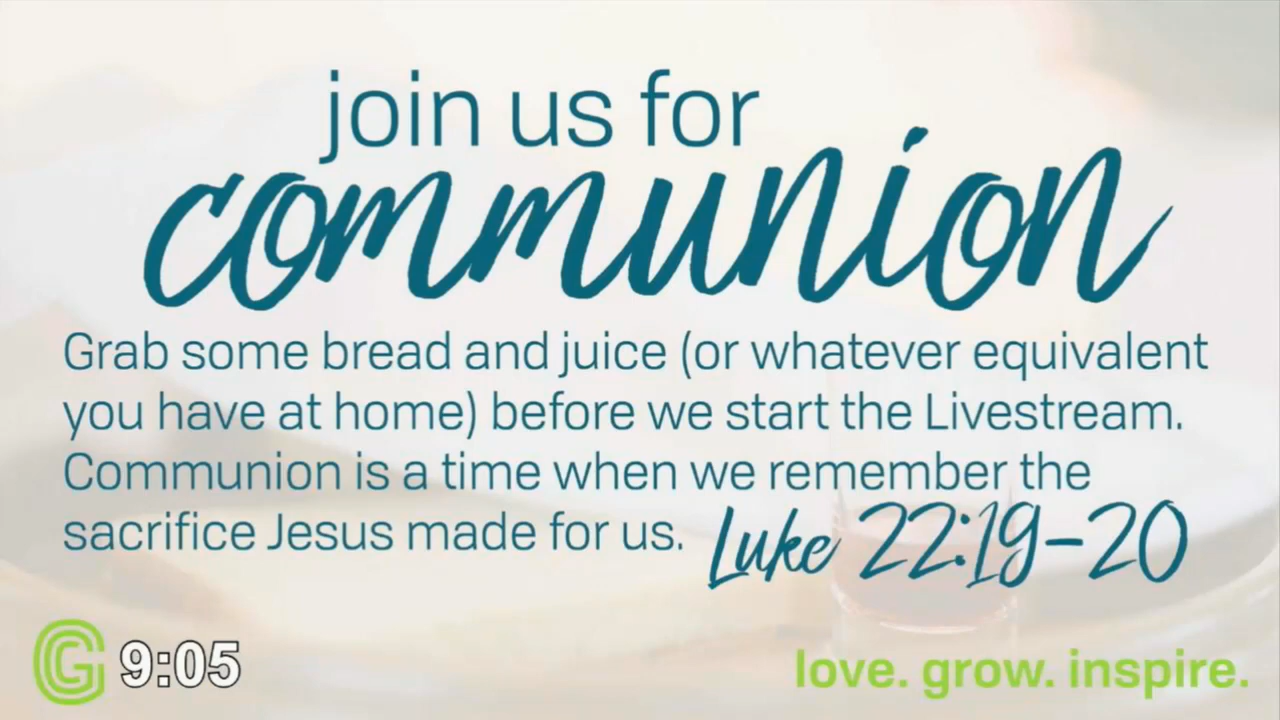 join us for
communion
Grab some bread and juice (or whatever equivalent
you have at home) before we start the Livestream.
Communion is a time when we remember the
sacrifice Jesus made for us. Luke 22:19-20
G 9:05
love. grow. inspire.